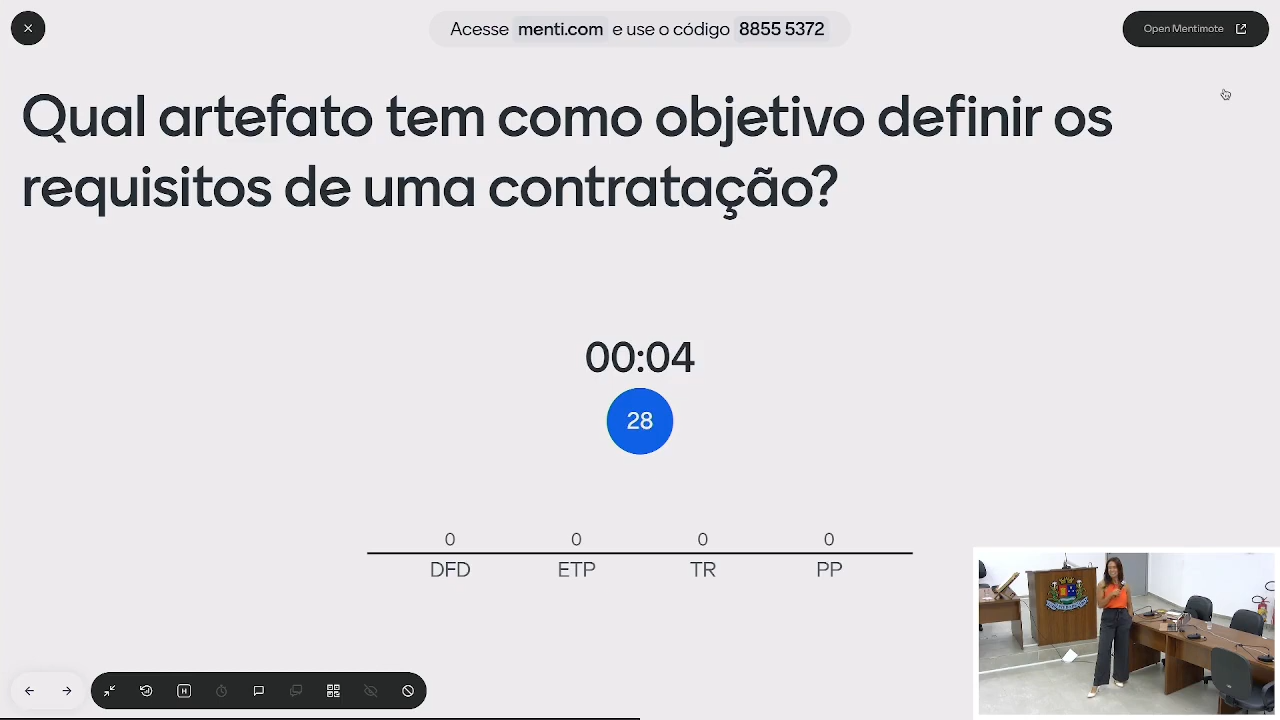 Acesse menti.com e use o código 8855 5372
Open Mentimote
Qual artefato tem como objetivo definir os
requisitos de uma contratação?
00:04
28
0 0 0 0
DFD ETP TR PP
H